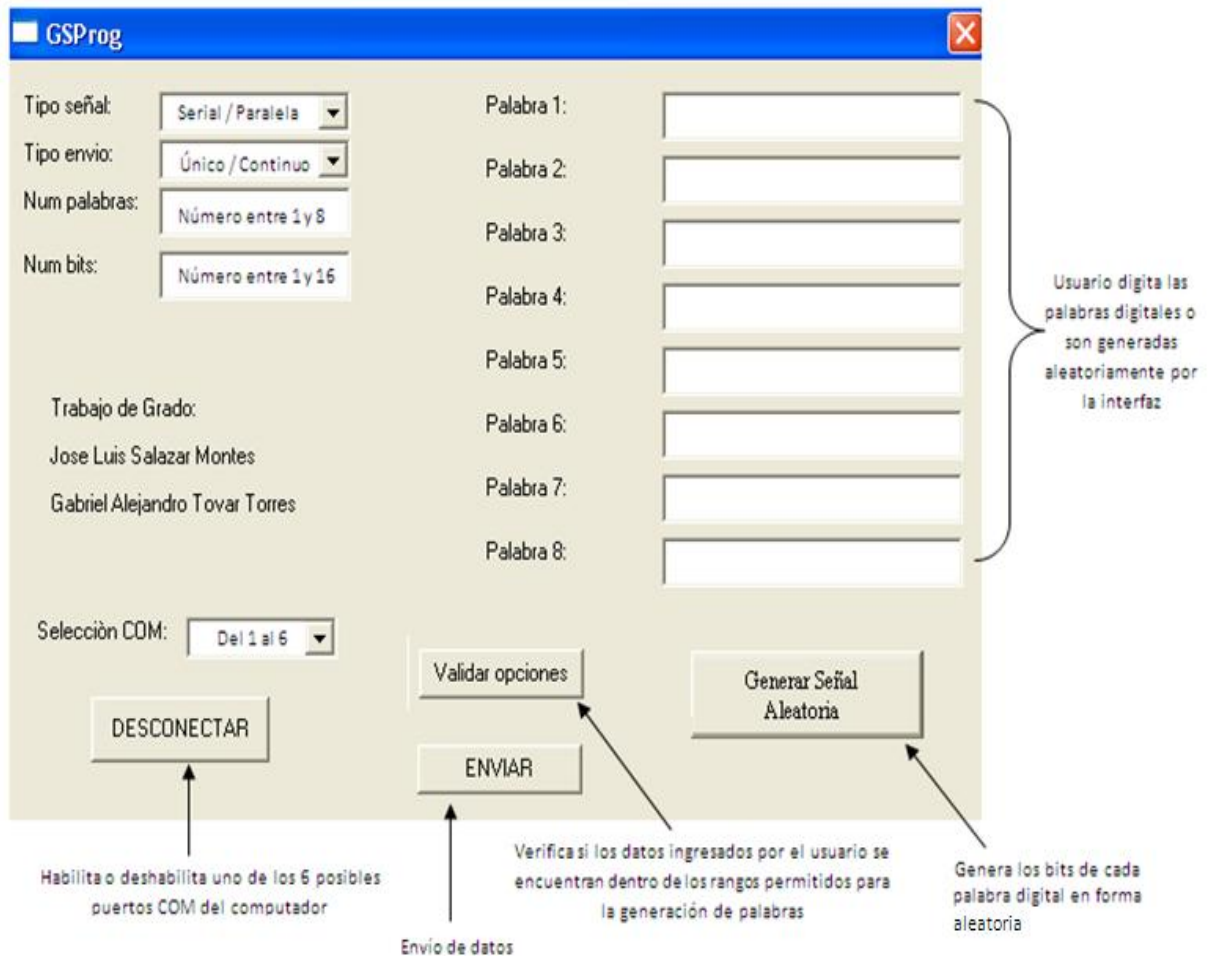 GSProg
Tipo señal:
Serial / Paralela
Tipo envio:
Único / Continuo
Num palabras:
Número entre 1 y 8
Num bits:
Número entre 1 y 16
Trabajo de Grado:
Jose Luis Salazar Montes
Gabriel Alejandro Tovar Torres
Selecciòn COM:
Del 1 al 6
DESCONECTAR
Palabra 1:
Palabra 2:
Palabra 3:
Palabra 4:
Palabra 5:
Palabra 6:
Palabra 7:
Palabra 8:
Validar opciones
ENVIAR
Generar Señal
Aleatoria
Usuario digita las
palabras digitales o
son generadas
aleatoriamente por
la interfaz
Habilita o deshabilita uno de los 6 posibles
puertos COM del computador
Envío de datos
Verifica si los datos ingresados por el usuario se
encuentran dentro de los rangos permitidos para
la generación de palabras
Genera los bits de cada
palabra digital en forma
aleatoria